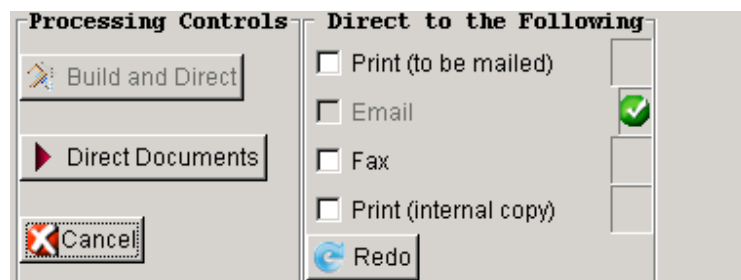 Processing Controls
Build and Direct
Direct Documents
Cancel
Direct to the Following
Print (to be mailed)
Email
Fax
Print (internal copy)
Redo